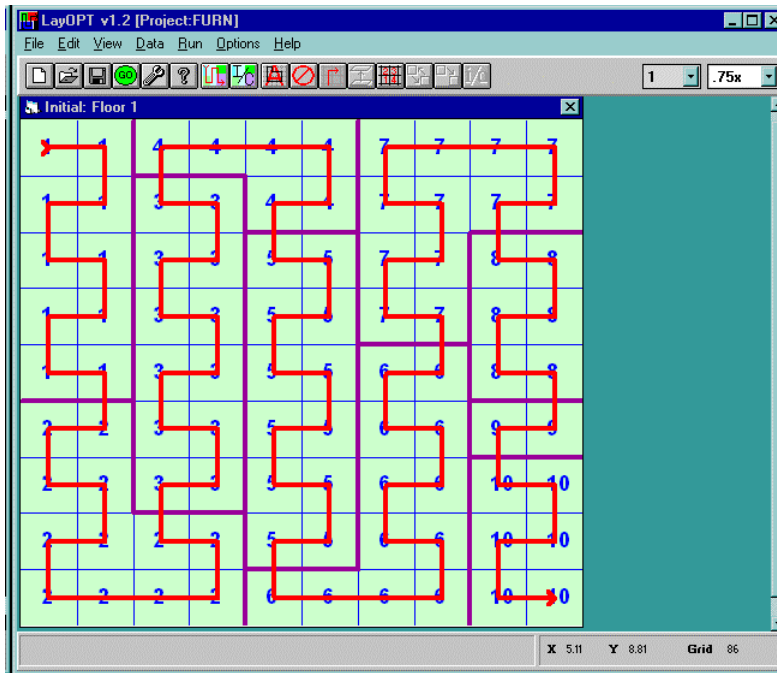 LayOPT v1.2 [Project:FURN]
File Edit View Data Run Options Help
GO ? I/C I/C 1 .75x
Initial: Floor 1
1 1 4 4 4 4 7 7 7 7
1 1 3 3 4 4 7 7 7 7
1 1 3 3 5 5 7 7 8 8
1 1 3 3 5 5 7 7 8 8
1 1 3 3 5 5 6 6 8 8
2 2 3 3 5 5 6 6 9 9
2 2 3 3 5 5 6 6 10 10
2 2 2 2 5 5 6 6 10 10
2 2 2 2 6 6 6 6 10 10
X 5.11 Y 8.81 Grid 86